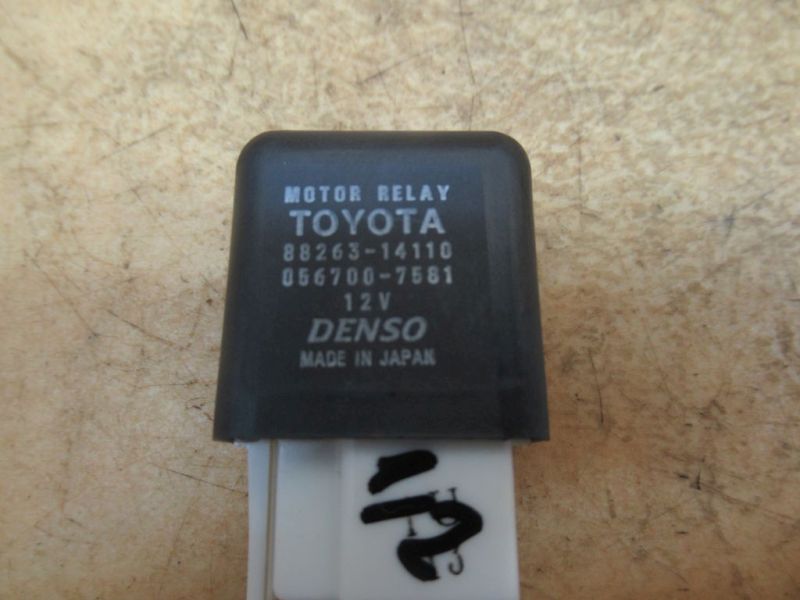 MOTOR RELAY
TOYOTA
88263-14110
056700-7581
12V
DENSO
MADE IN JAPAN